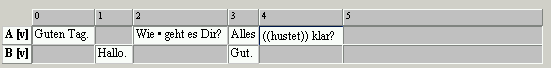 0 1 2 3 4 5
A [v] Guten Tag. Wie • geht es Dir? Alles ((hustet)) klar?
B [v] Hallo. Gut.